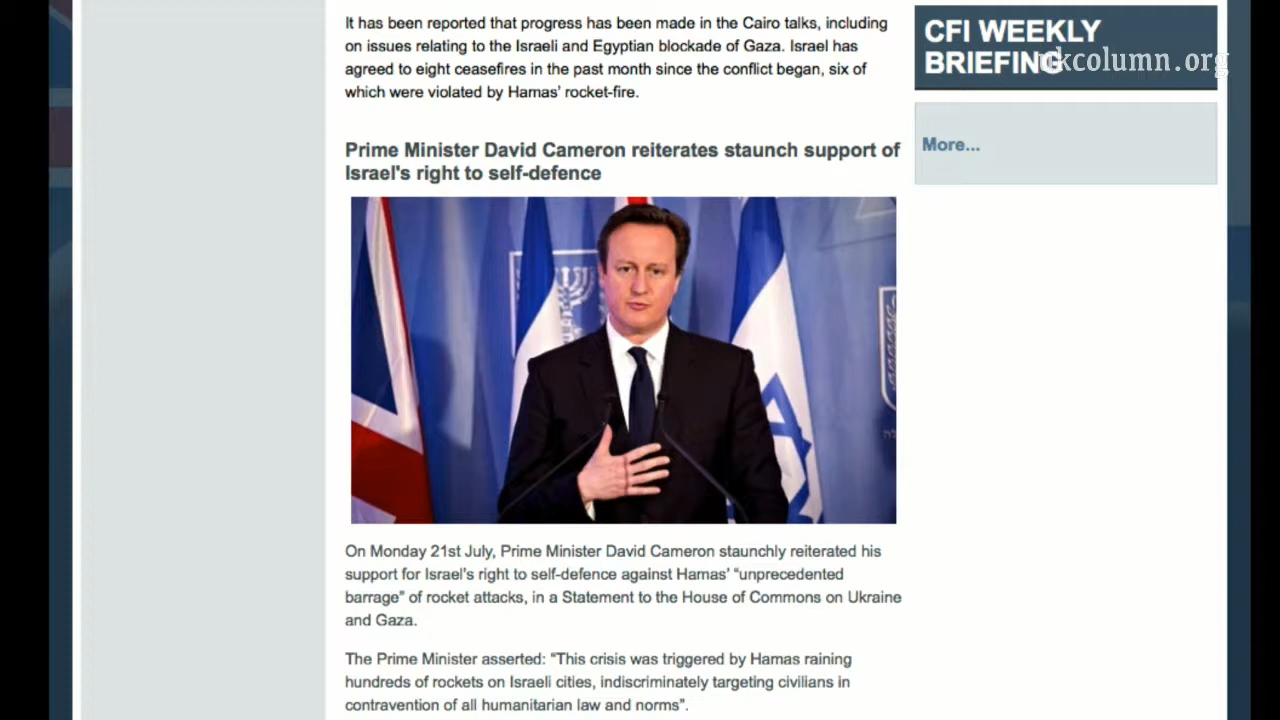 It has been reported that progress has been made in the Cairo talks, including
on issues relating to the Israeli and Egyptian blockade of Gaza. Israel has
agreed to eight ceasefires in the past month since the conflict began, six of
which were violated by Hamas' rocket-fire.
Prime Minister David Cameron reiterates staunch support of
Israel's right to self-defence
On Monday 21st July, Prime Minister David Cameron staunchly reiterated his
support for Israel's right to self-defence against Hamas' “unprecedented
barrage” of rocket attacks, in a Statement to the House of Commons on Ukraine
and Gaza.
The Prime Minister asserted: “This crisis was triggered by Hamas raining
hundreds of rockets on Israeli cities, indiscriminately targeting civilians in
contravention of all humanitarian law and norms”.
CFI WEEKLY
BRIEFING
ukcolumn.org
More...